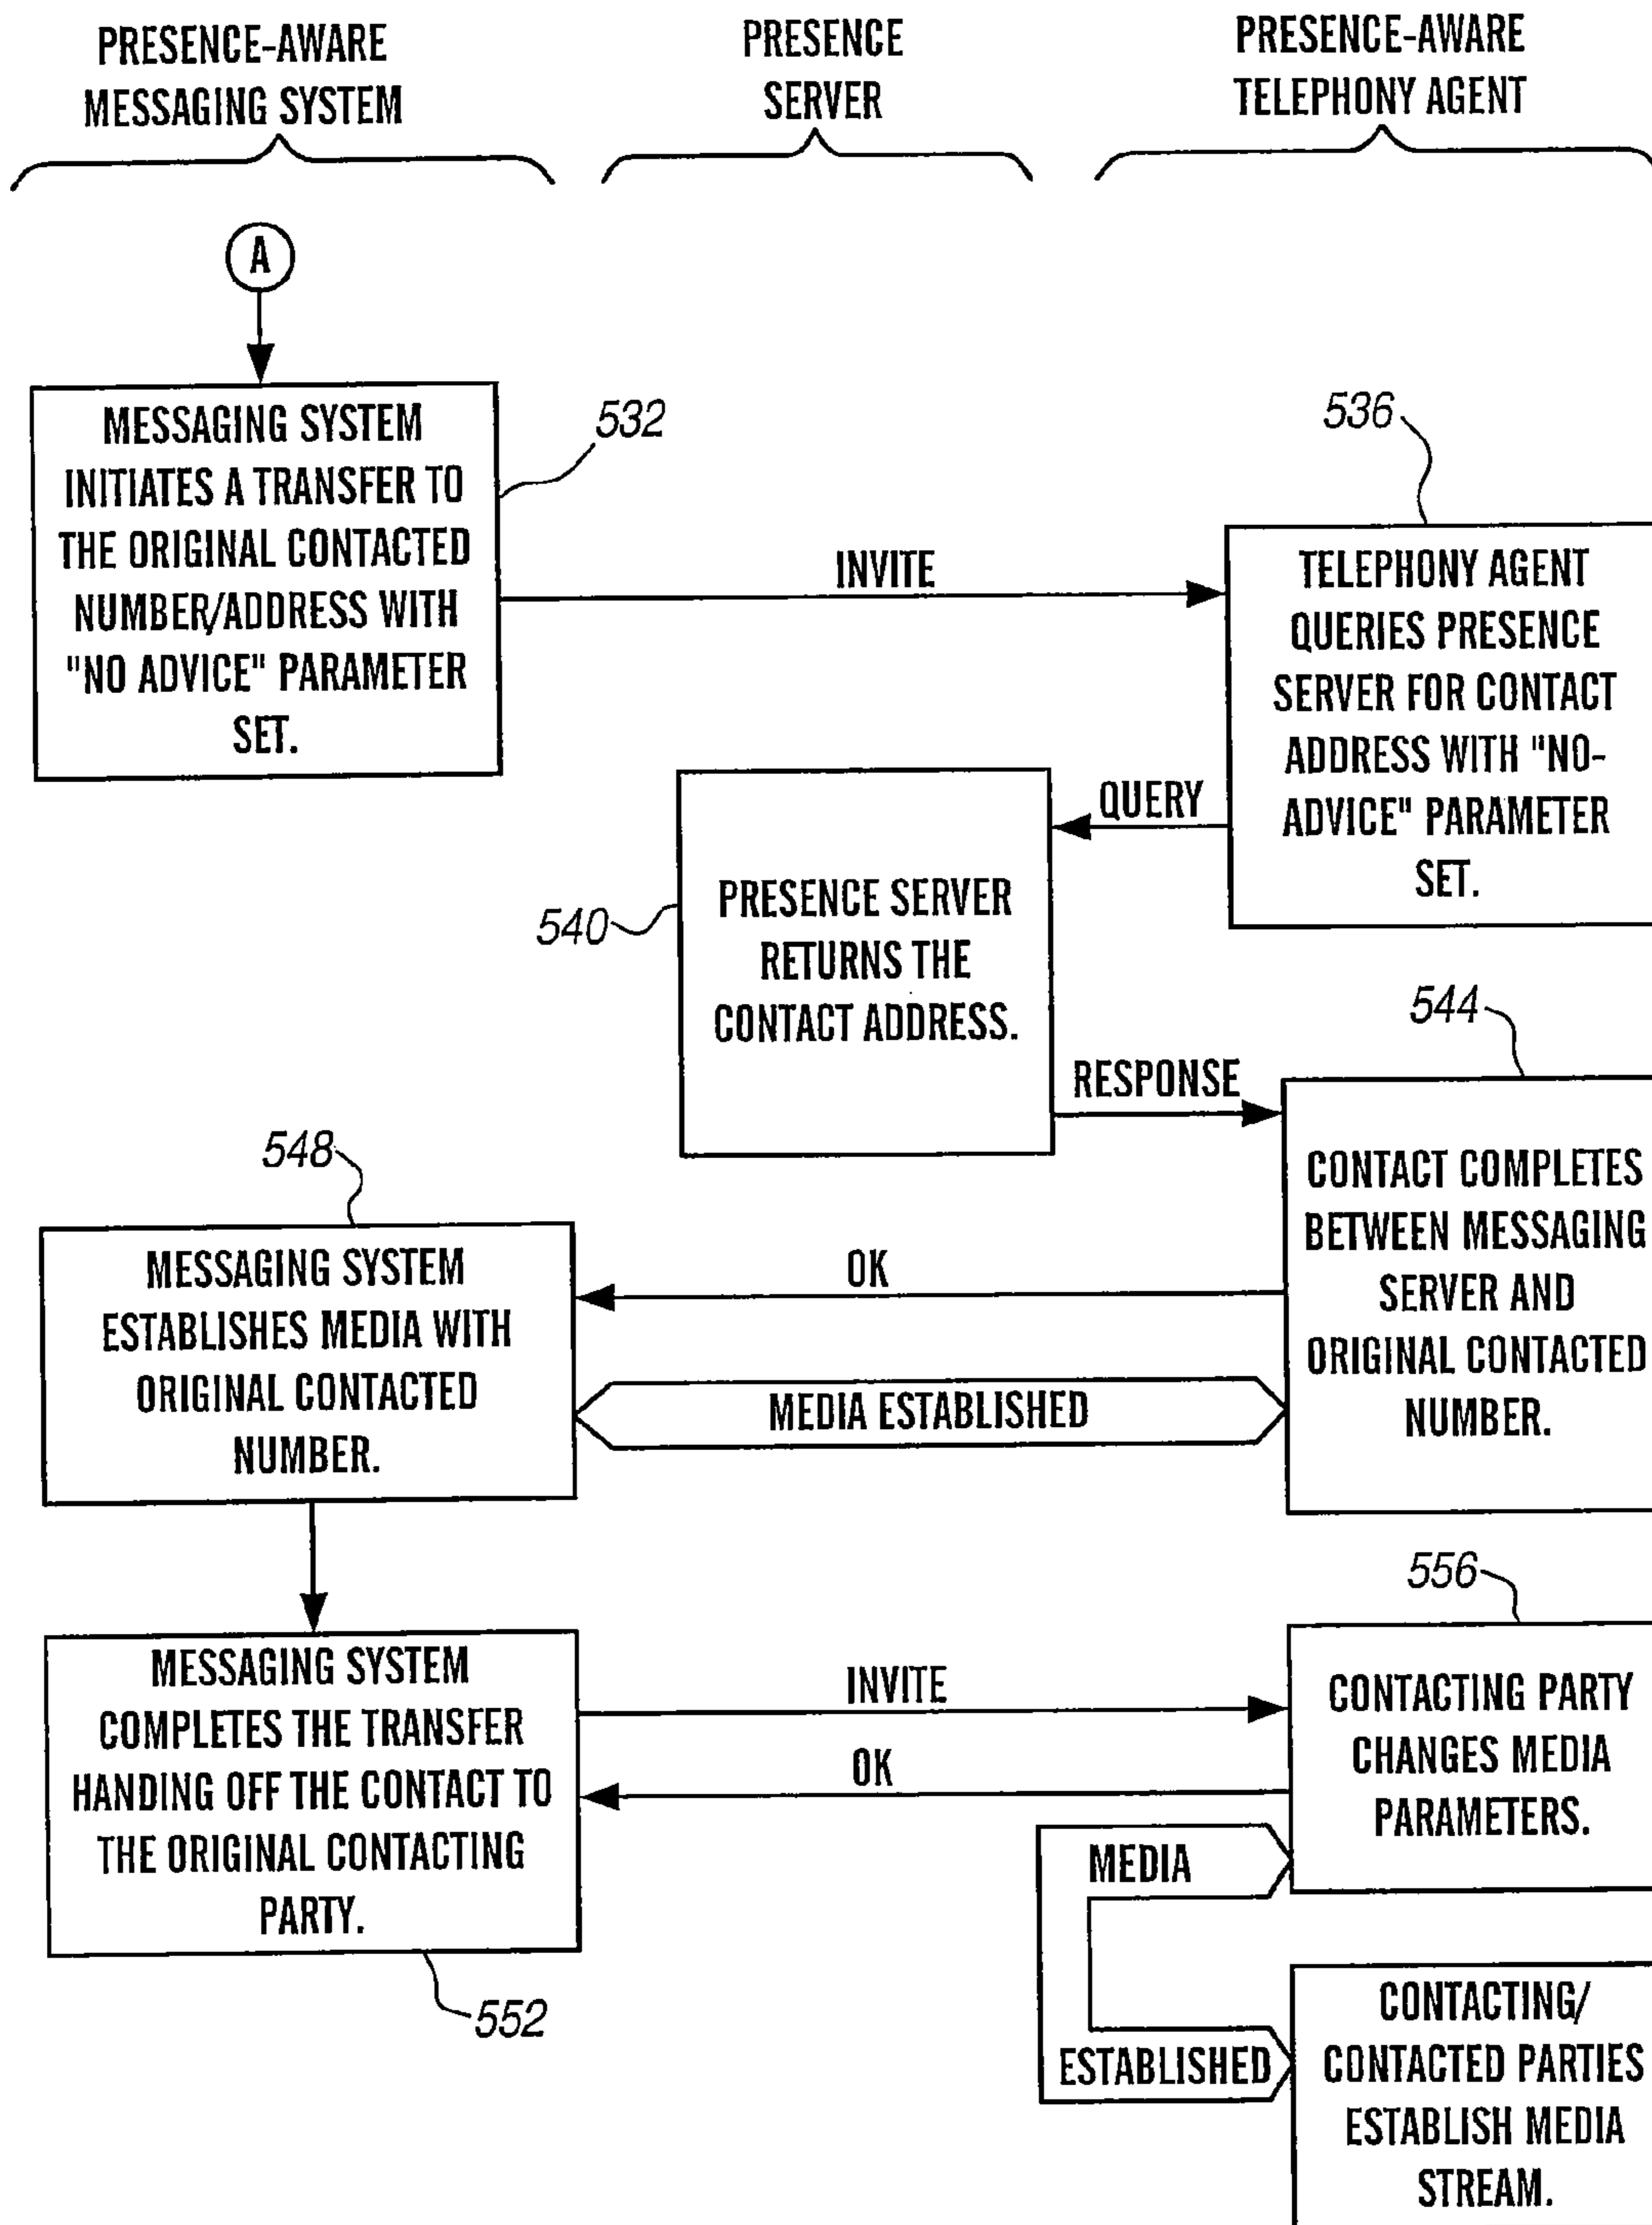 PRESENCE-AWARE
MESSAGING SYSTEM
PRESENCE
SERVER
PRESENCE-AWARE
TELEPHONY AGENT
A
MESSAGING SYSTEM
INITIATES A TRANSFER TO
THE ORIGINAL CONTACTED
NUMBER/ADDRESS WITH
"NO ADVICE" PARAMETER
SET.
532
INVITE
536
TELEPHONY AGENT
QUERIES PRESENCE
SERVER FOR CONTACT
ADDRESS WITH "NO-
ADVICE" PARAMETER
SET.
QUERY
540
PRESENCE SERVER
RETURNS THE
CONTACT ADDRESS.
RESPONSE
544
CONTACT COMPLETES
BETWEEN MESSAGING
SERVER AND
ORIGINAL CONTACTED
NUMBER.
548
MESSAGING SYSTEM
ESTABLISHES MEDIA WITH
ORIGINAL CONTACTED
NUMBER.
OK
MEDIA ESTABLISHED
MESSAGING SYSTEM
COMPLETES THE TRANSFER
HANDING OFF THE CONTACT TO
THE ORIGINAL CONTACTING
PARTY.
552
INVITE
OK
556
CONTACTING PARTY
CHANGES MEDIA
PARAMETERS.
MEDIA
ESTABLISHED
CONTACTING/
CONTACTED PARTIES
ESTABLISH MEDIA
STREAM.